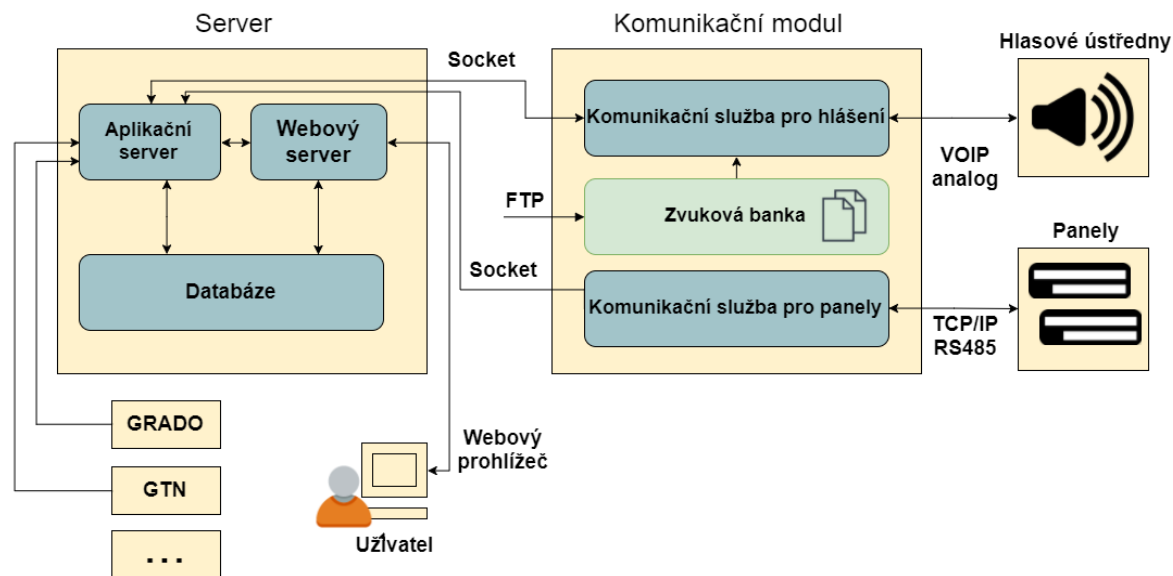 Server
Komunikační modul
Hlasové ústředny
Socket
Aplikační
server
Webový
server
Komunikační služba pro hlášení
VOIP
analog
FTP
Zvuková banka
Panely
Socket
Databáze
Komunikační služba pro panely
TCP/IP
RS485
GRADO
Webový
prohlížeč
GTN
Uživatel
...